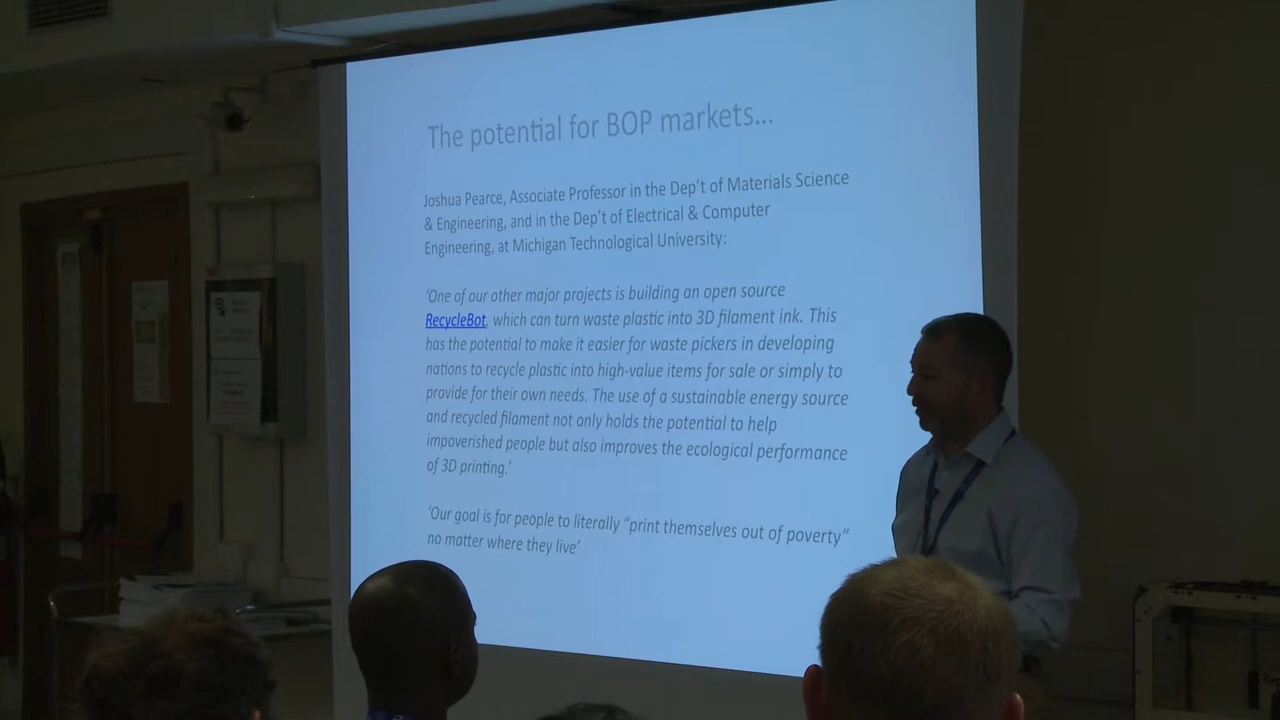 The potential for BOP markets...
Joshua Pearce, Associate Professor in the Dep't of Materials Science
& Engineering, and in the Dep't of Electrical & Computer
Engineering, at Michigan Technological University:
'One of our other major projects is building an open source
RecycleBot, which can turn waste plastic into 3D filament ink. This
has the potential to make it easier for waste pickers in developing
nations to recycle plastic into high-value items for sale or simply to
provide for their own needs. The use of a sustainable energy source
and recycled filament not only holds the potential to help
impoverished people but also improves the ecological performance
of 3D printing.'
'Our goal is for people to literally "print themselves out of poverty"
no matter where they live'